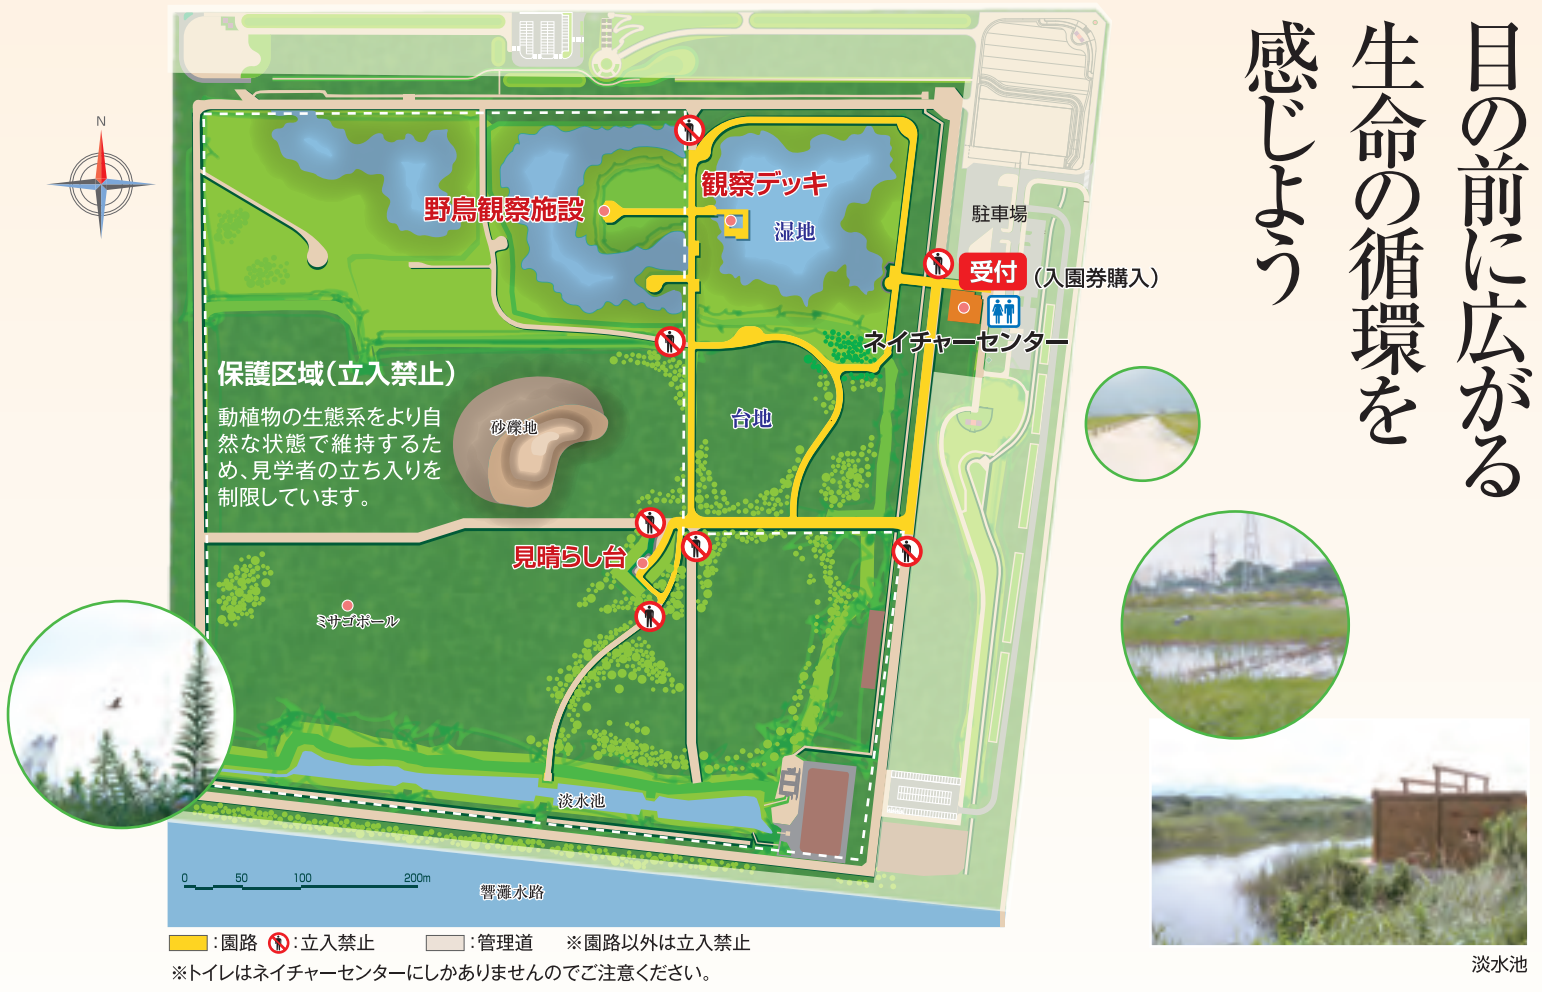 目の前に広がる
生命の循環を
感じよう
N
野鳥観察施設
観察デッキ
湿地
駐車場
受付
（入園券購入）
ネイチャーセンター
保護区域（立入禁止）
動植物の生態系をより自
然な状態で維持するた
め、見学者の立ち入りを
制限しています。
砂礫地
台地
見晴らし台
ミサゴポール
淡水池
0 50 100 200m
響灘水路
：園路 ：立入禁止 ：管理道 ※園路以外は立入禁止
※トイレはネイチャーセンターにしかありませんのでご注意ください。
淡水池